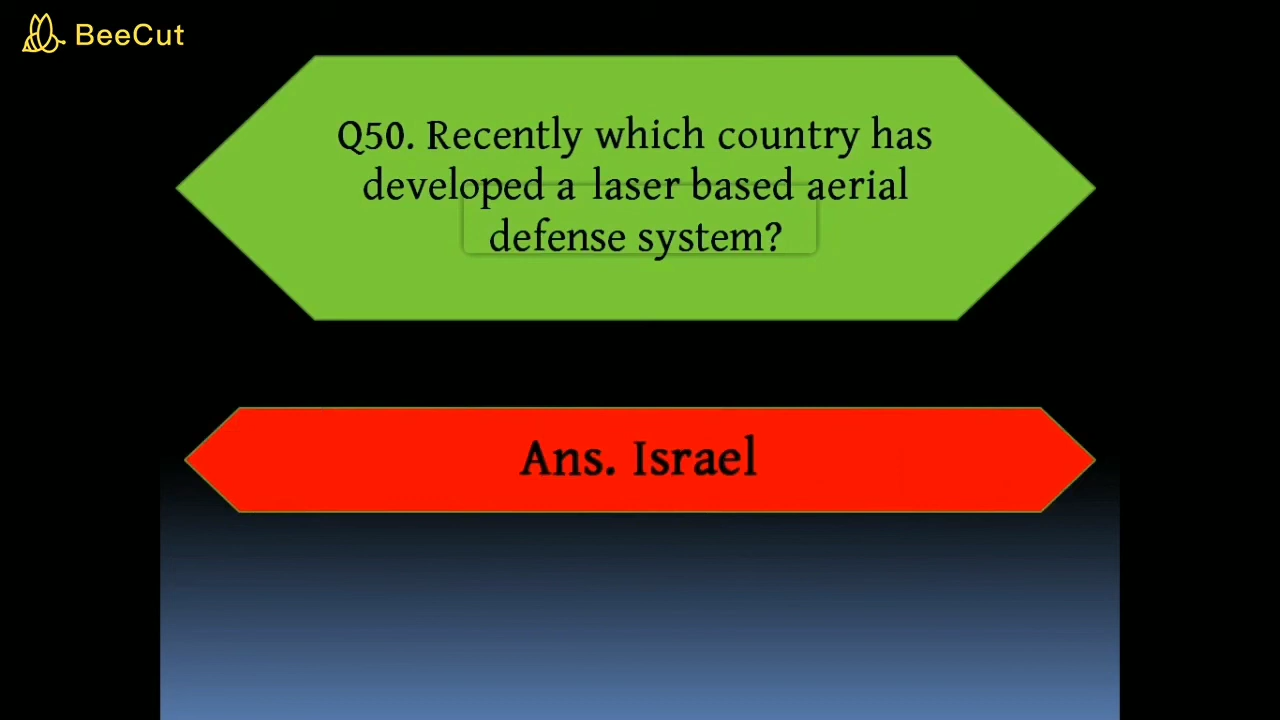 BeeCut
Q50. Recently which country has
developed a laser based aerial
defense system?
Ans. Israel